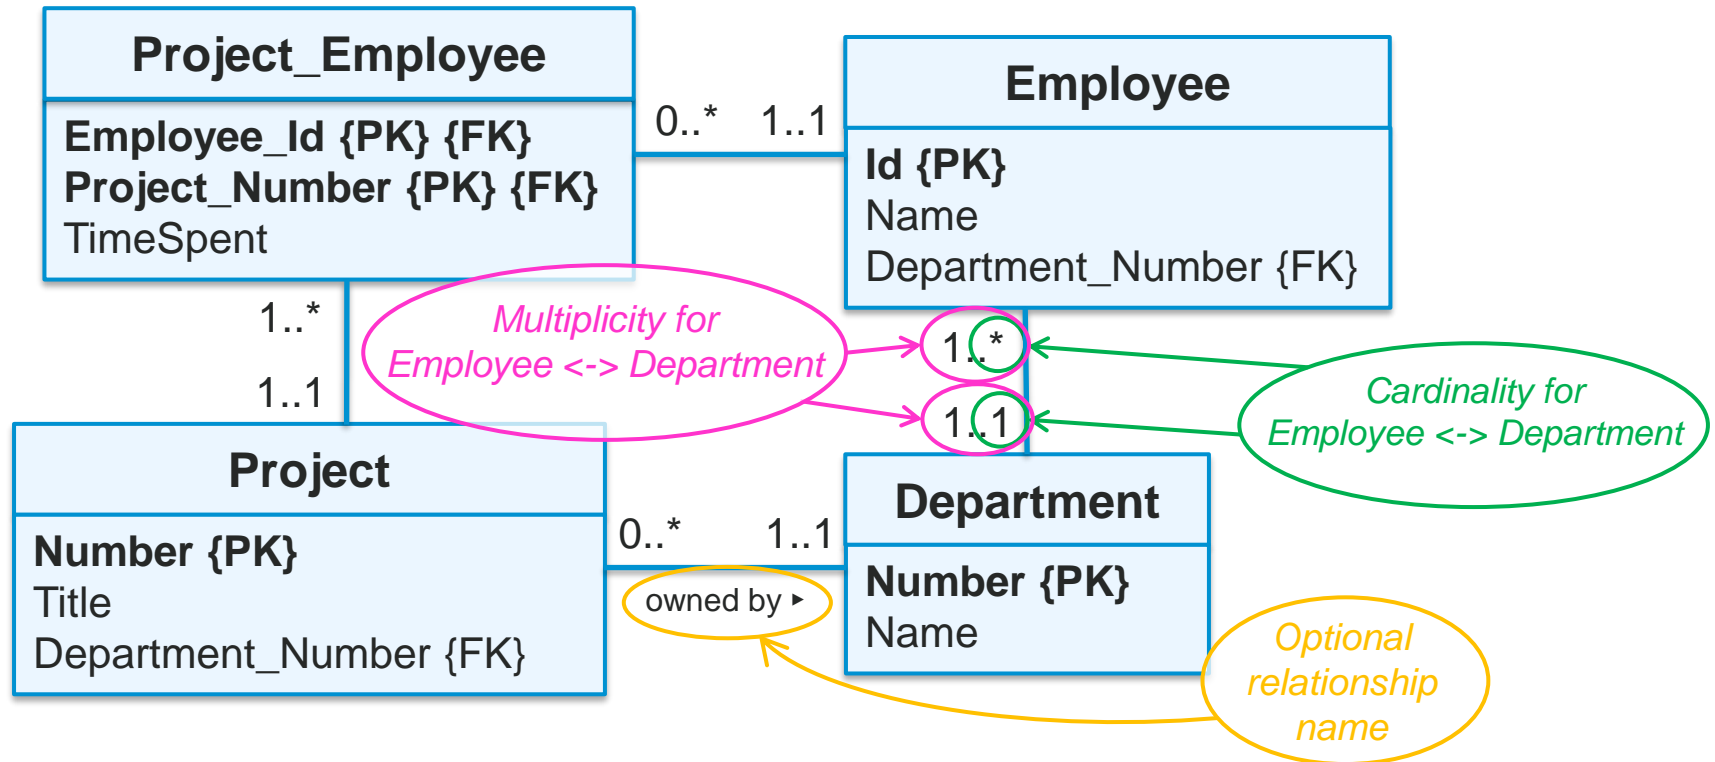 Project_Employee
Employee_Id {PK} {FK}
Project_Number {PK} {FK}
TimeSpent
0..* 1..1
Employee
Id {PK}
Name
Department_Number {FK}
1..*
1..1
Multiplicity for
Employee <-> Department
1..*
1..1
Cardinality for
Employee <-> Department
Project
Number {PK}
Title
Department_Number {FK}
0..* 1..1
owned by ▸
Department
Number {PK}
Name
Optional
relationship
name